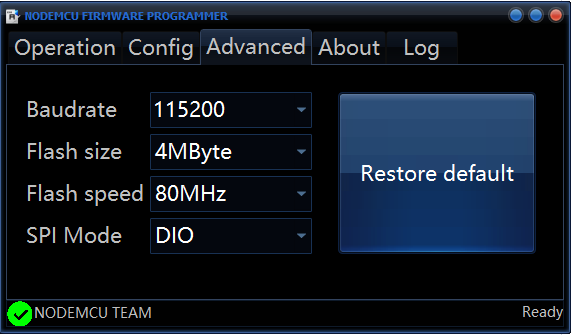 NODEMCU FIRMWARE PROGRAMMER
Operation Config Advanced About Log
Baudrate 115200
Flash size 4MByte
Flash speed 80MHz
SPI Mode DIO
Restore default
NODEMCU TEAM Ready